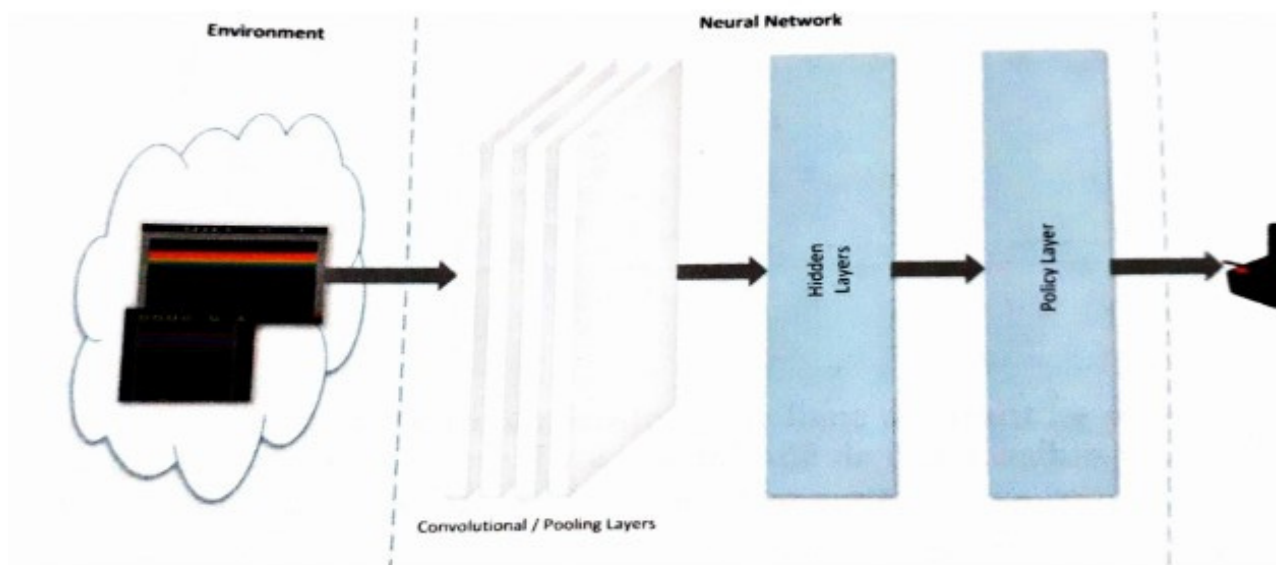 Environment
Neural Network
Hidden
Layers
Policy Layer
Convolutional / Pooling Layers